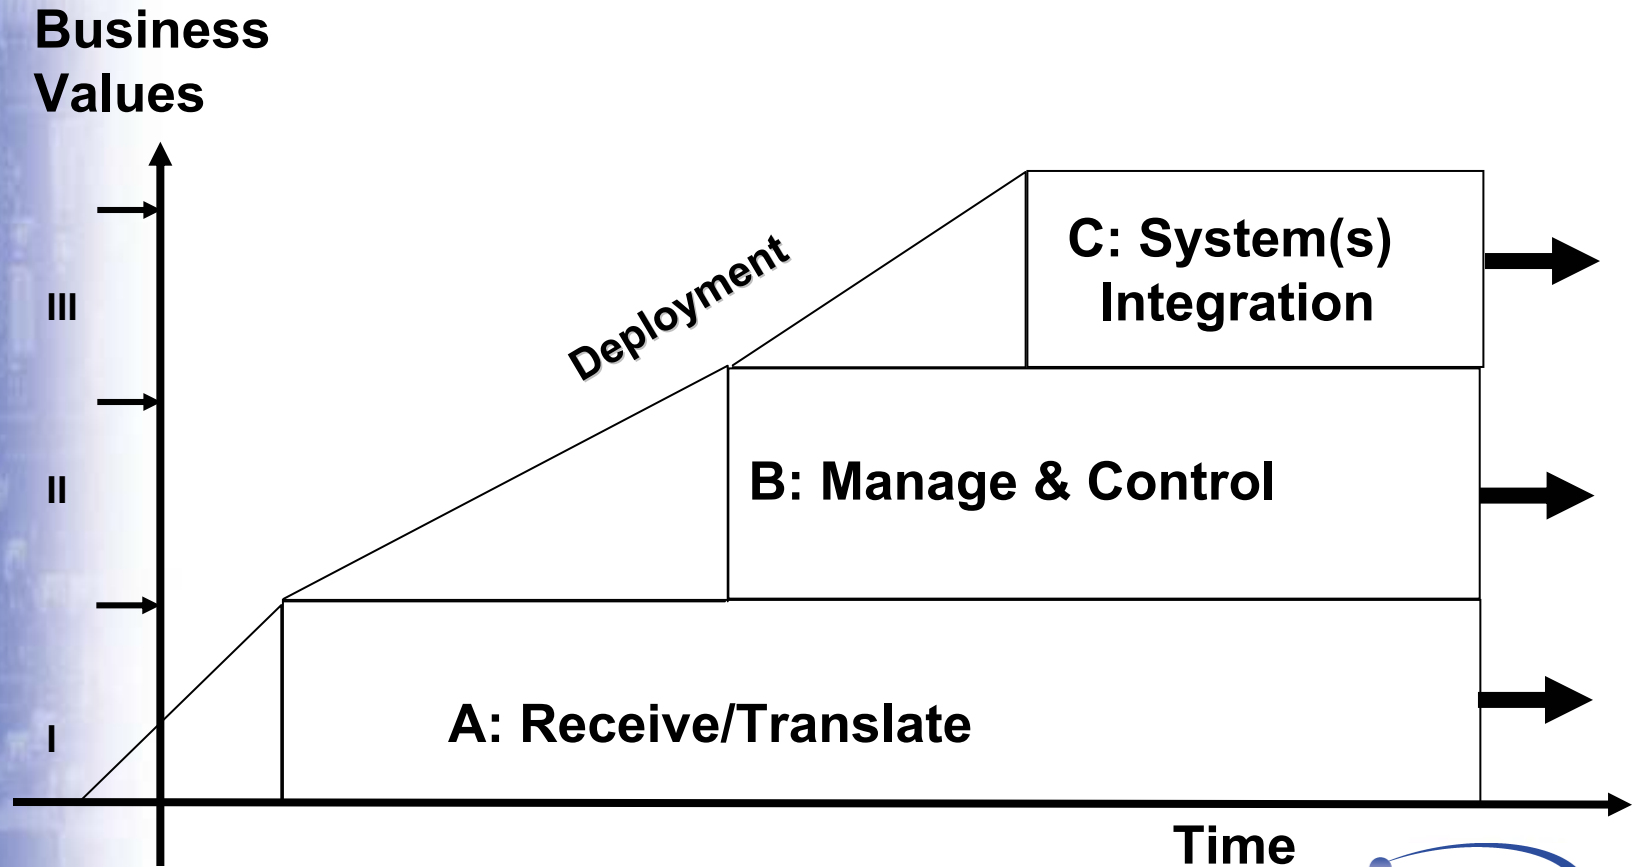 Business
Values
III
II
I
Deployment
C: System(s)
Integration
B: Manage & Control
A: Receive/Translate
Time